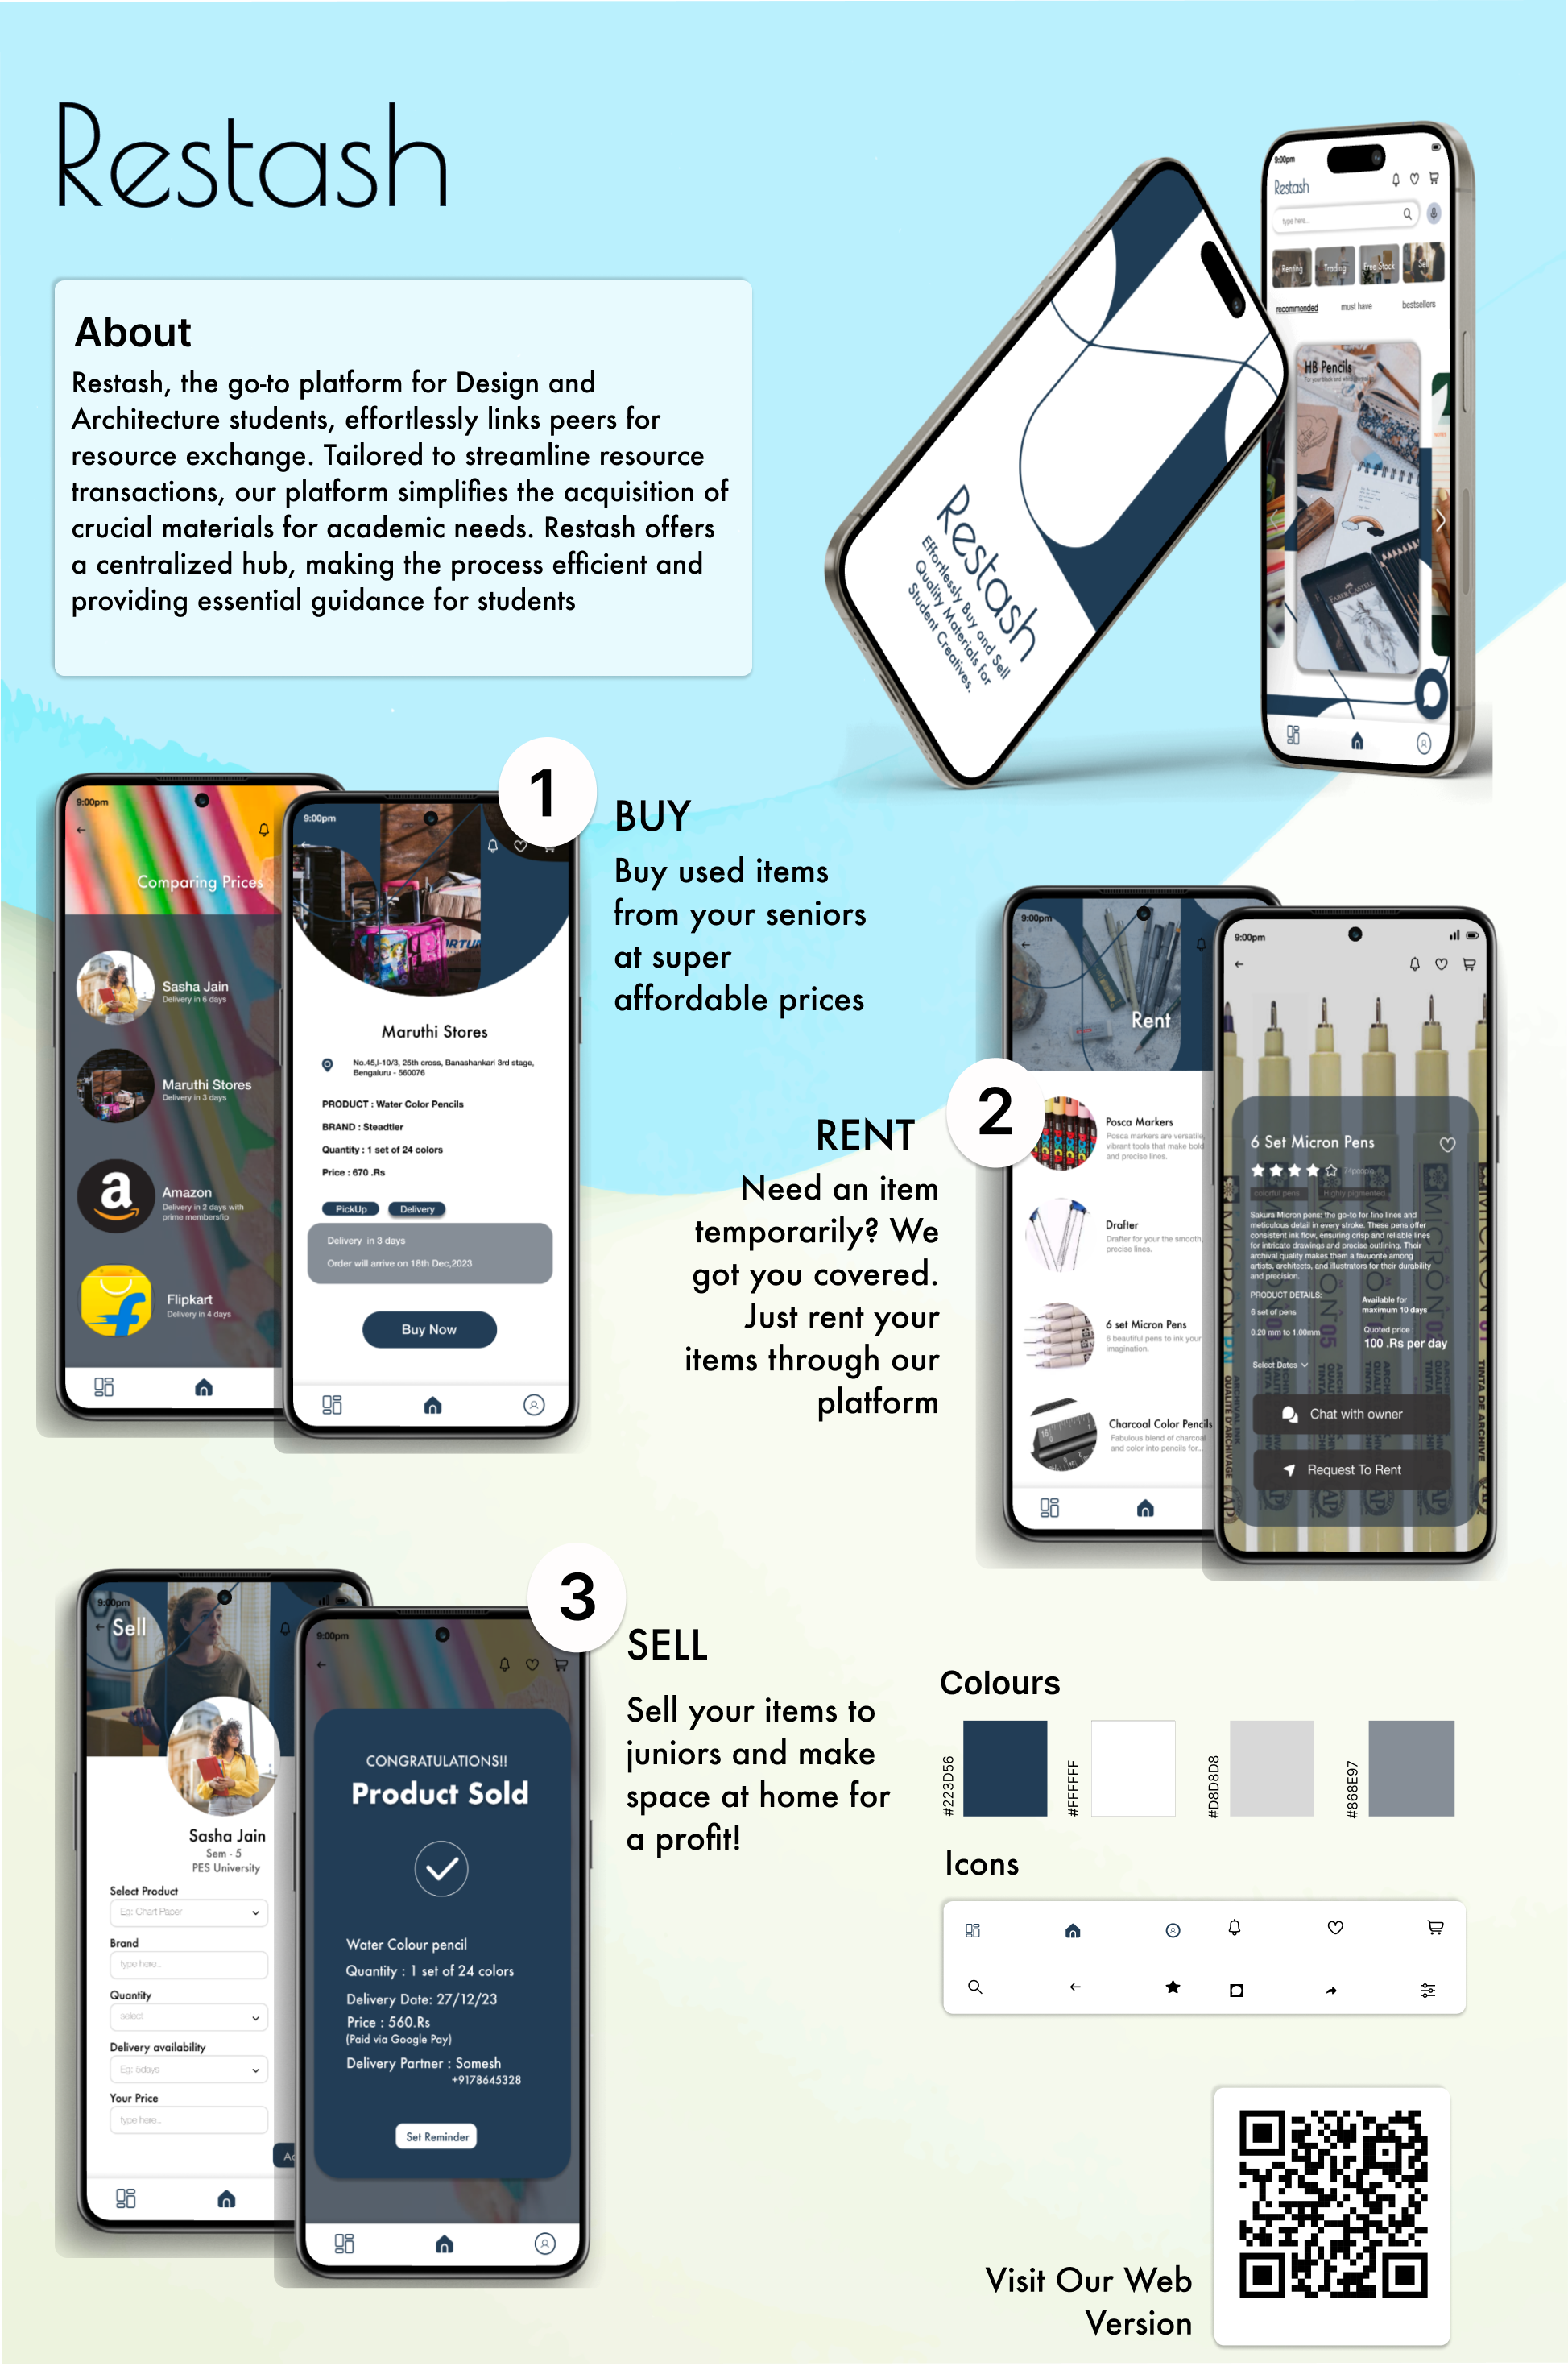 Restash
About
Restash, the go-to platform for Design and
Architecture students, effortlessly links peers for
resource exchange. Tailored to streamline resource
transactions, our platform simplifies the acquisition of
crucial materials for academic needs. Restash offers
a centralized hub, making the process efficient and
providing essential guidance for students
Restash
Effortlessly Buy and Sell
Quality Materials for
Student Creatives.
9:00pm
Restash
type here...
Renting
Trading
Free Stock
Sell
recommended
must have
bestsellers
HB Pencils
FABER-CASTELL
1
BUY
Buy used items
from your seniors
at super
affordable prices
9:00pm
Comparing Prices
Sasha Jain
Delivery in 6 days
Maruthi Stores
Delivery in 3 days
Amazon
Delivery in 2 days with
prime memberstip
Flipkart
Delivery in 4 days
9:00pm
Maruthi Stores
No.45,I-10/3, 25th cross, Banashankari 3rd stage,
Bengaluru - 560076
PRODUCT : Water Color Pencils
BRAND : Steadtler
Quantity : 1 set of 24 colors
Price : 670 .Rs
PickUp
Delivery
Delivery in 3 days
Order will arrive on 18th Dec,2023
Buy Now
2
RENT
Need an item
temporarily? We
got you covered.
Just rent your
items through our
platform
9:00pm
Rent
Posca Markers
Posca markers are versatile,
vibrant tools that make bold
and precise lines.
Drafter
Drafter for your the smooth,
precise lines.
6 set Micron Pens
6 beautiful pens to ink your
imagination.
Charcoal Color Pencils
Fabulous blend of charcoal
and color into pencils for...
9:00pm
6 Set Micron Pens
74people
colorful pens
Highly pigmented
Sakura Micron pens: the go-to for fine lines and
meticulous detail in every stroke. These pens offer
consistent ink flow, ensuring crisp and reliable lines
for intricate drawings and precise outlining. Their
archival quality makes them a favourite among
artists, architects, and illustrators for their durability
and precision.
PRODUCT DETAILS:
6 set of pens
0.20 mm to 1.00mm
Available for
maximum 10 days
Quoted price :
100 .Rs per day
Select Dates
Chat with owner
Request To Rent
MICRON
3
SELL
Sell your items to
juniors and make
space at home for
a profit!
9:00pm
Sell
Sasha Jain
Sem - 5
PES University
Select Product
Eg: Chart Paper
Brand
type here...
Quantity
select
Delivery availability
Eg: 5days
Your Price
type here...
9:00pm
CONGRATULATIONS!!
Product Sold
Water Colour pencil
Quantity : 1 set of 24 colors
Delivery Date: 27/12/23
Price : 560.Rs
(Paid via Google Pay)
Delivery Partner : Somesh
+9178645328
Set Reminder
Colours
#223D56
#FFFFFF
#D8D8D8
#868E97
Icons
Visit Our Web
Version